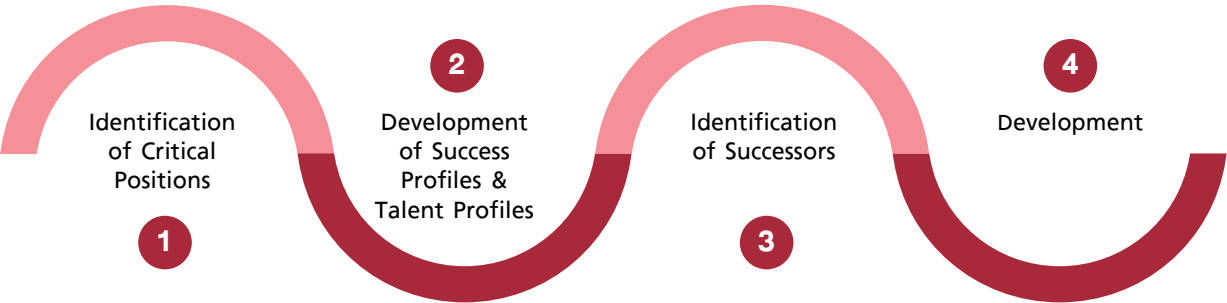 Identification
of Critical
Positions
1
2
Development
of Success
Profiles &
Talent Profiles
Identification
of Successors
3
4
Development